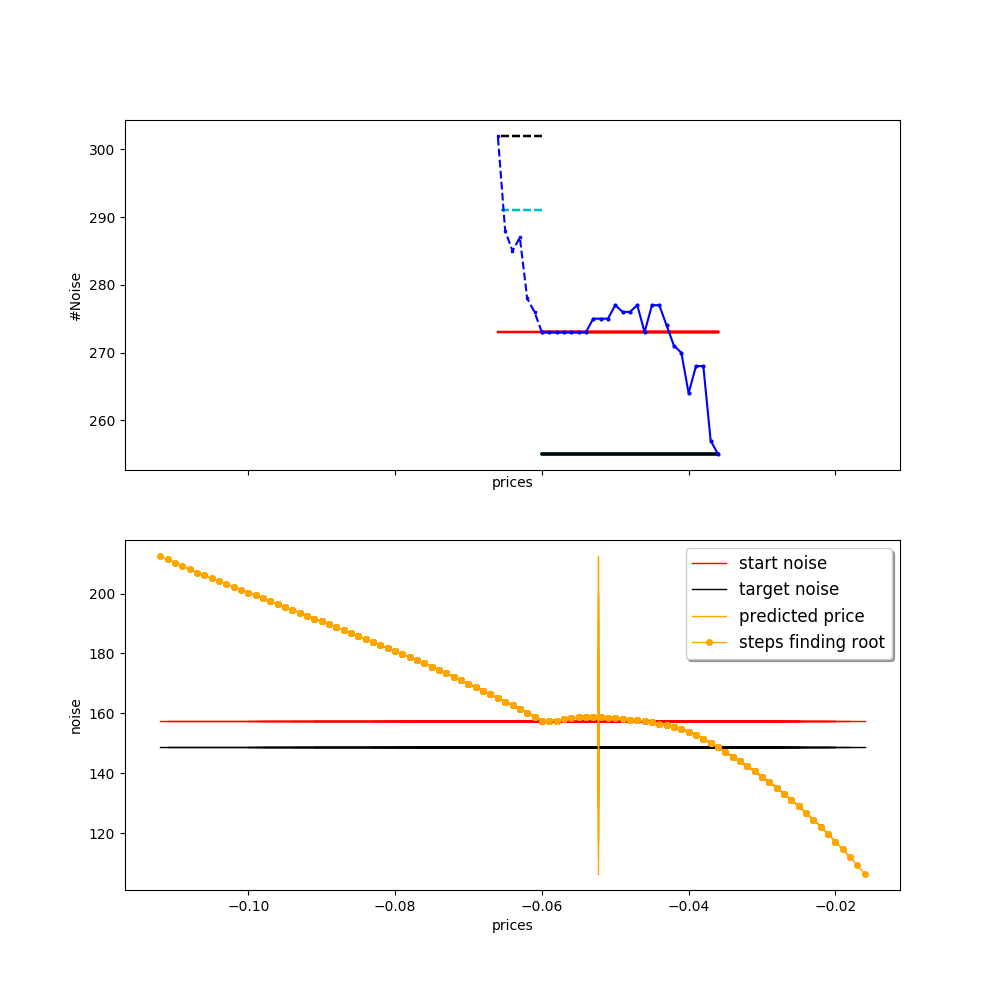 300
290
280
270
260
#Noise
prices
start noise
target noise
predicted price
steps finding root
200
180
160
140
120
noise
−0.10 −0.08 −0.06 −0.04 −0.02
prices